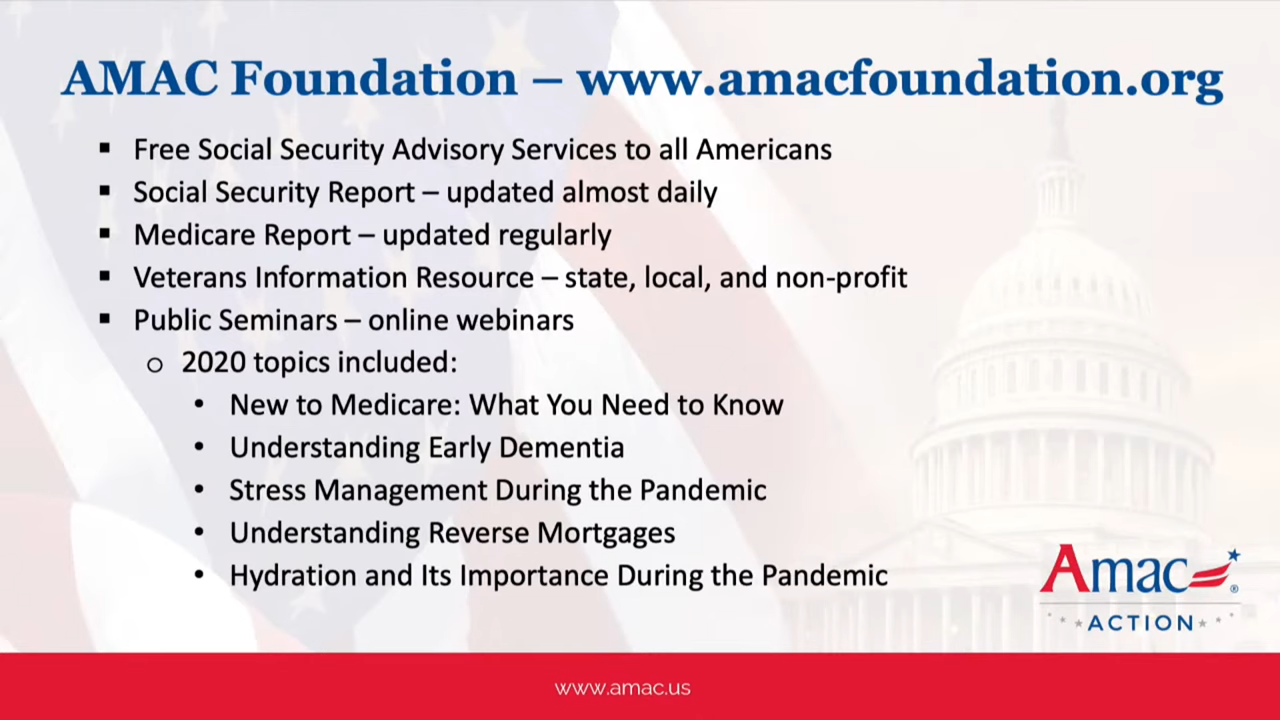 AMAC Foundation – www.amacfoundation.org
▪ Free Social Security Advisory Services to all Americans
▪ Social Security Report – updated almost daily
▪ Medicare Report – updated regularly
▪ Veterans Information Resource – state, local, and non-profit
▪ Public Seminars – online webinars
o 2020 topics included:
• New to Medicare: What You Need to Know
• Understanding Early Dementia
• Stress Management During the Pandemic
• Understanding Reverse Mortgages
• Hydration and Its Importance During the Pandemic
Amac®
ACTION
www.amac.us